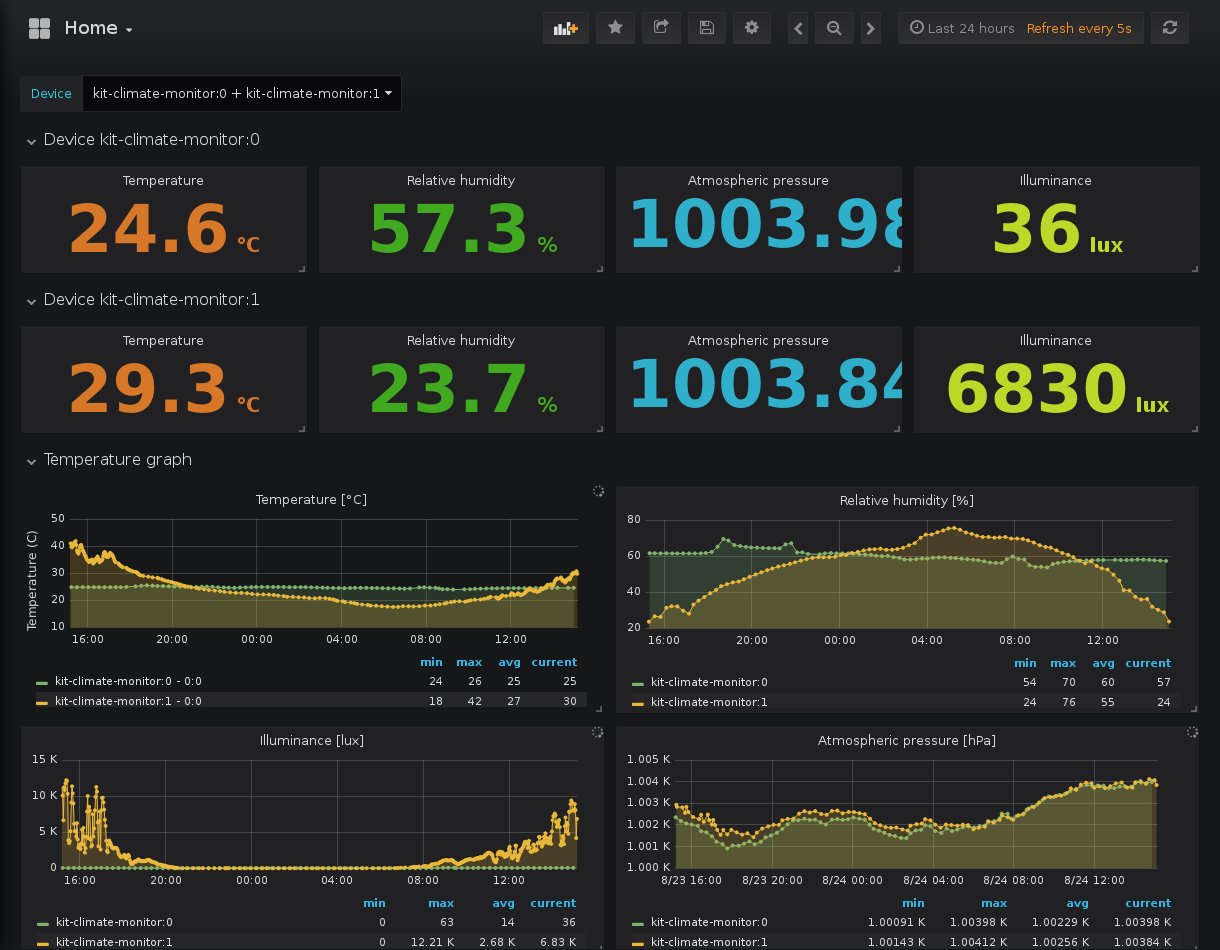 Home
Last 24 hours Refresh every 5s
Device kit-climate-monitor:0 + kit-climate-monitor:1
Device kit-climate-monitor:0
Temperature Relative humidity Atmospheric pressure Illuminance
24.6 °C 57.3 % 1003.98 36 lux
Device kit-climate-monitor:1
Temperature Relative humidity Atmospheric pressure Illuminance
29.3 °C 23.7 % 1003.84 6830 lux
Temperature graph
Temperature [°C]
Temperature (C)
50
40
30
20
10
16:00 20:00 00:00 04:00 08:00 12:00
min max avg current
kit-climate-monitor:0 - 0:0 24 26 25 25
kit-climate-monitor:1 - 0:0 18 42 27 30
Relative humidity [%]
80
60
40
20
16:00 20:00 00:00 04:00 08:00 12:00
min max avg current
kit-climate-monitor:0 54 70 60 57
kit-climate-monitor:1 24 76 55 24
Illuminance [lux]
15 K
10 K
5 K
0
16:00 20:00 00:00 04:00 08:00 12:00
min max avg current
kit-climate-monitor:0 0 63 14 36
kit-climate-monitor:1 0 12.21 K 2.68 K 6.83 K
Atmospheric pressure [hPa]
1.005 K
1.004 K
1.003 K
1.002 K
1.001 K
1.000 K
8/23 16:00 8/23 20:00 8/24 00:00 8/24 04:00 8/24 08:00 8/24 12:00
min max avg current
kit-climate-monitor:0 1.00091 K 1.00398 K 1.00229 K 1.00398 K
kit-climate-monitor:1 1.00143 K 1.00412 K 1.00256 K 1.00384 K